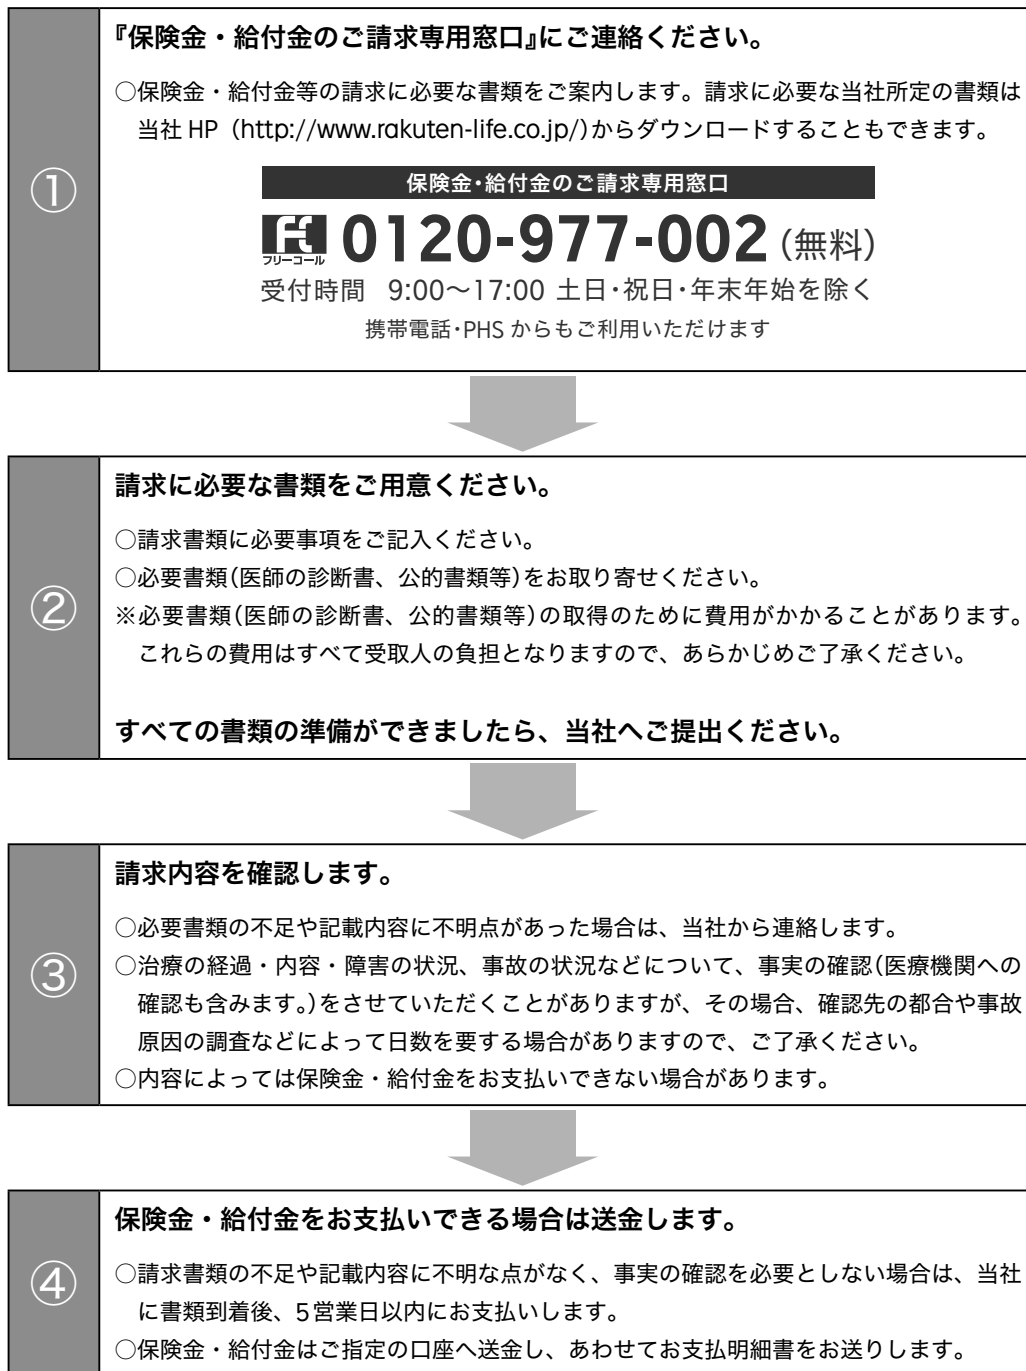 『保険金・給付金のご請求専用窓口』にご連絡ください。
○保険金・給付金等の請求に必要な書類をご案内します。請求に必要な当社所定の書類は
当社 HP（http://www.rakuten-life.co.jp/）からダウンロードすることもできます。
①
保険金・給付金のご請求専用窓口
フリーコール 0120-977-002（無料）
受付時間 9:00〜17:00 土日・祝日・年末年始を除く
携帯電話・PHS からもご利用いただけます
請求に必要な書類をご用意ください。
○請求書類に必要事項をご記入ください。
○必要書類（医師の診断書、公的書類等）をお取り寄せください。
②
※必要書類（医師の診断書、公的書類等）の取得のために費用がかかることがあります。
これらの費用はすべて受取人の負担となりますので、あらかじめご了承ください。
すべての書類の準備ができましたら、当社へご提出ください。
請求内容を確認します。
○必要書類の不足や記載内容に不明点があった場合は、当社から連絡します。
③
○治療の経過・内容・障害の状況、事故の状況などについて、事実の確認（医療機関への
確認も含みます。）をさせていただくことがありますが、その場合、確認先の都合や事故
原因の調査などによって日数を要する場合がありますので、ご了承ください。
○内容によっては保険金・給付金をお支払いできない場合があります。
保険金・給付金をお支払いできる場合は送金します。
④
○請求書類の不足や記載内容に不明な点がなく、事実の確認を必要としない場合は、当社
に書類到着後、5営業日以内にお支払いします。
○保険金・給付金はご指定の口座へ送金し、あわせてお支払明細書をお送りします。